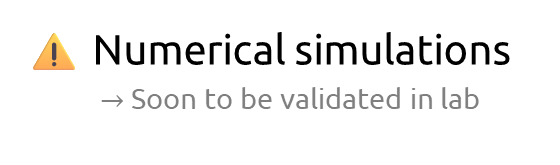 ⚠️ Numerical simulations
→ Soon to be validated in lab